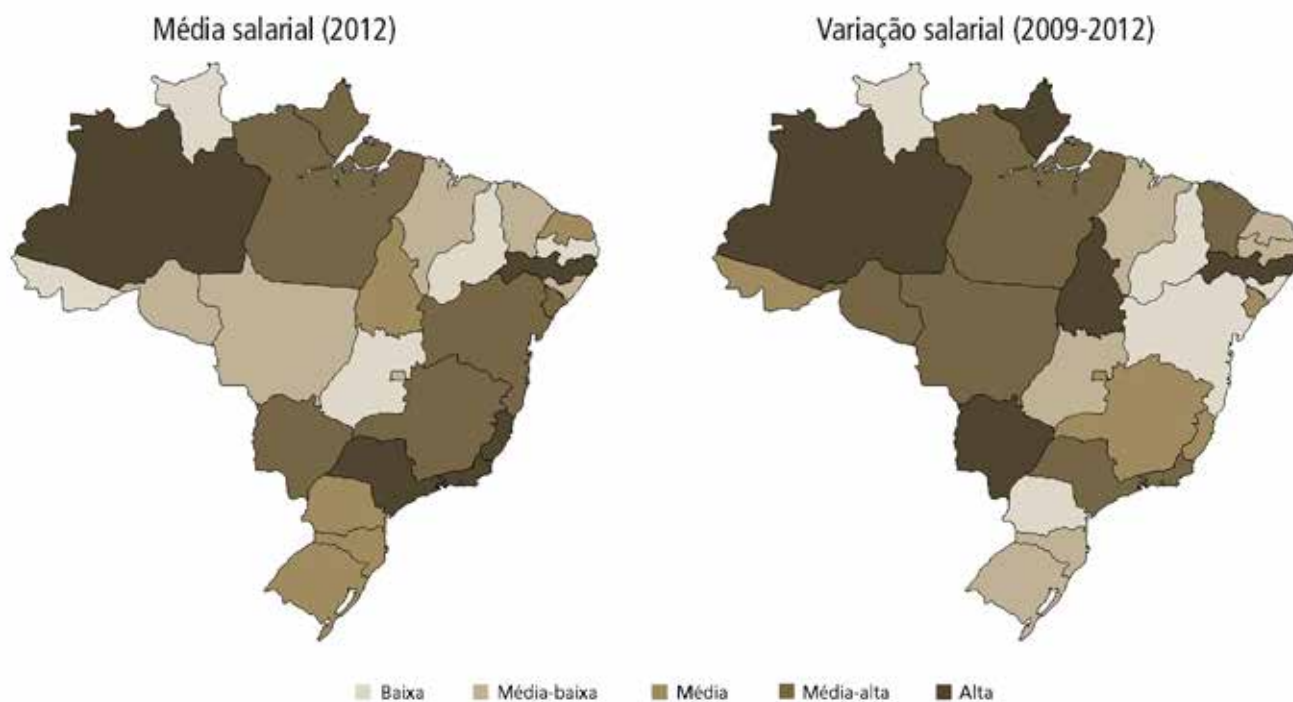 Média salarial (2012)
Variação salarial (2009-2012)
Baixa
Média-baixa
Média
Média-alta
Alta